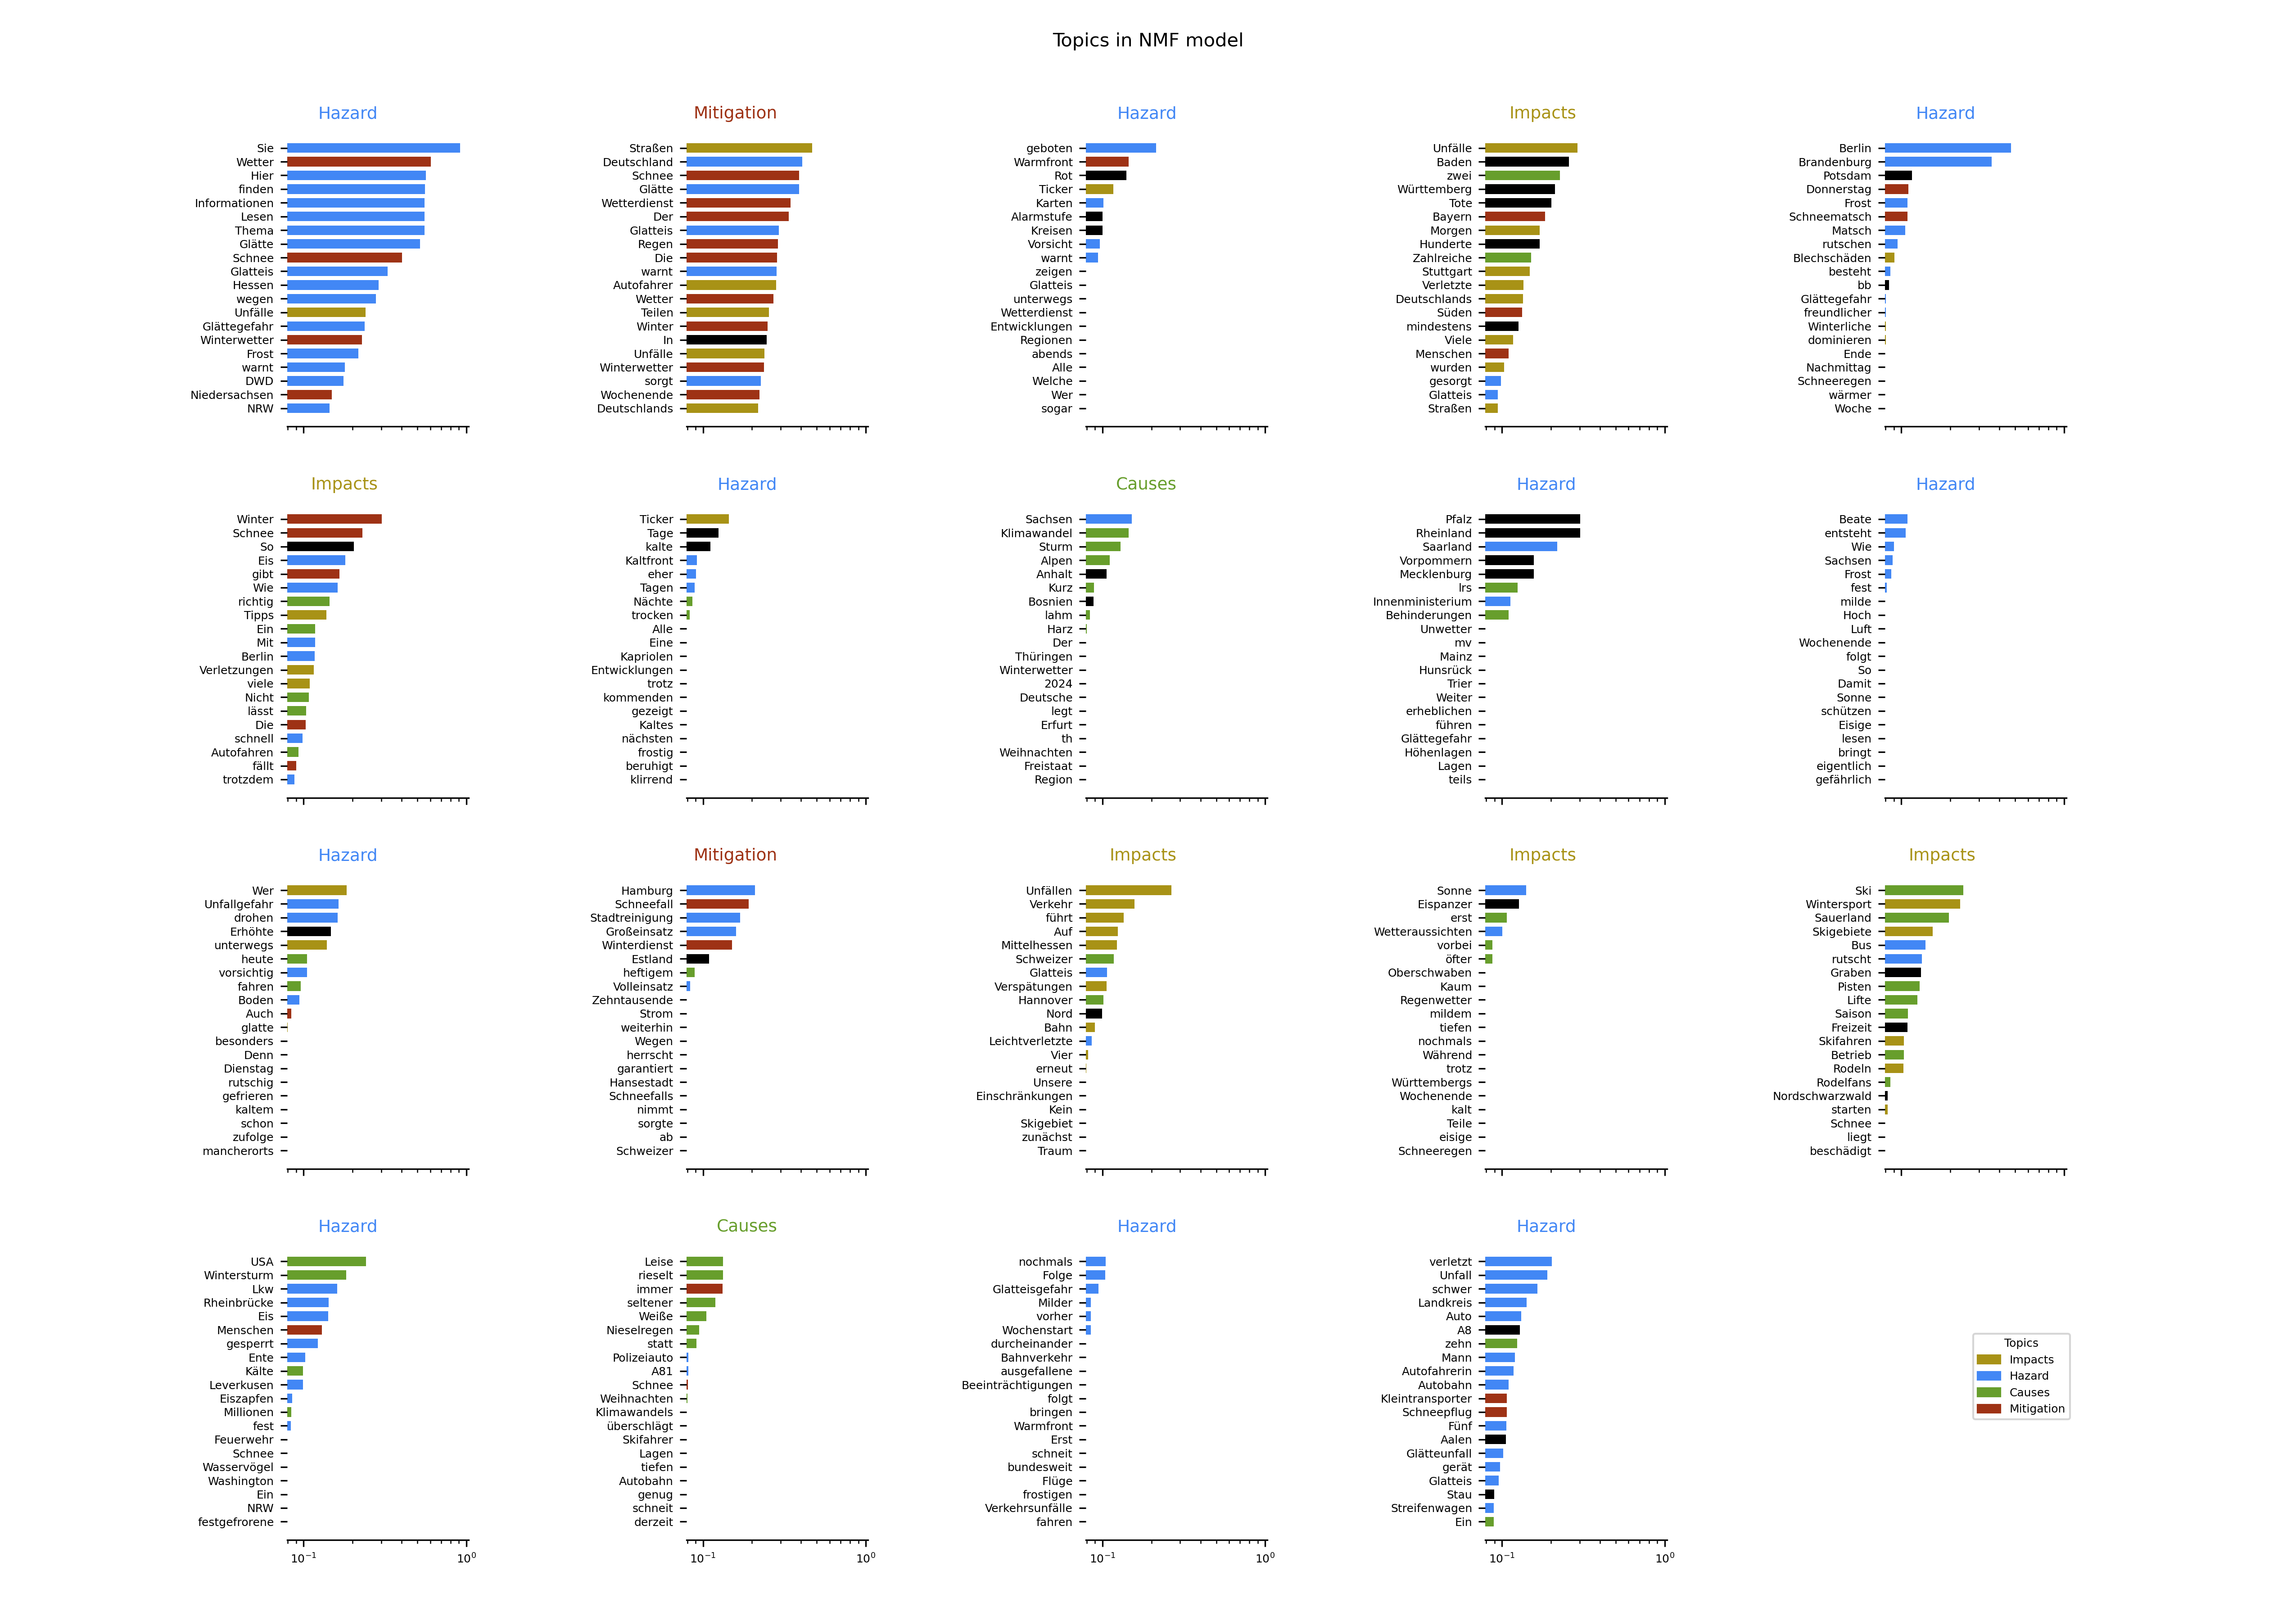 Topics in NMF model
Hazard
Sie
Wetter
Hier
finden
Informationen
Lesen
Thema
Glätte
Schnee
Glatteis
Hessen
wegen
Unfälle
Glättegefahr
Winterwetter
Frost
warnt
DWD
Niedersachsen
NRW
Mitigation
Straßen
Deutschland
Schnee
Glätte
Wetterdienst
Der
Glatteis
Regen
Die
warnt
Autofahrer
Wetter
Teilen
Winter
In
Unfälle
Winterwetter
sorgt
Wochenende
Deutschlands
Hazard
geboten
Warmfront
Rot
Ticker
Karten
Alarmstufe
Kreisen
Vorsicht
warnt
zeigen
Glatteis
unterwegs
Wetterdienst
Entwicklungen
Regionen
abends
Alle
Welche
Wer
sogar
Impacts
Unfälle
Baden
zwei
Württemberg
Tote
Bayern
Morgen
Hunderte
Zahlreiche
Stuttgart
Verletzte
Deutschlands
Süden
mindestens
Viele
Menschen
wurden
gesorgt
Glatteis
Straßen
Hazard
Berlin
Brandenburg
Potsdam
Donnerstag
Frost
Schneematsch
Matsch
rutschen
Blechschäden
besteht
bb
Glättegefahr
freundlicher
Winterliche
dominieren
Ende
Nachmittag
Schneeregen
wärmer
Woche
Impacts
Winter
Schnee
So
Eis
gibt
Wie
richtig
Tipps
Ein
Mit
Berlin
Verletzungen
viele
Nicht
lässt
Die
schnell
Autofahren
fällt
trotzdem
Hazard
Ticker
Tage
kalte
Kaltfront
eher
Tagen
Nächte
trocken
Alle
Eine
Kapriolen
Entwicklungen
trotz
kommenden
gezeigt
Kaltes
nächsten
frostig
beruhigt
klirrend
Causes
Sachsen
Klimawandel
Sturm
Alpen
Anhalt
Kurz
Bosnien
lahm
Harz
Der
Thüringen
Winterwetter
2024
Deutsche
legt
Erfurt
th
Weihnachten
Freistaat
Region
Hazard
Pfalz
Rheinland
Saarland
Vorpommern
Mecklenburg
lrs
Innenministerium
Behinderungen
Unwetter
mv
Mainz
Hunsrück
Trier
Weiter
erheblichen
führen
Glättegefahr
Höhenlagen
Lagen
teils
Hazard
Beate
entsteht
Wie
Sachsen
Frost
fest
milde
Hoch
Luft
Wochenende
folgt
So
Damit
Sonne
schützen
Eisige
lesen
bringt
eigentlich
gefährlich
Hazard
Wer
Unfallgefahr
drohen
Erhöhte
unterwegs
heute
vorsichtig
fahren
Boden
Auch
glatte
besonders
Denn
Dienstag
rutschig
gefrieren
kaltem
schon
zufolge
mancherorts
Mitigation
Hamburg
Schneefall
Stadtreinigung
Großeinsatz
Winterdienst
Estland
heftigem
Volleinsatz
Zehntausende
Strom
weiterhin
Wegen
herrscht
garantiert
Hansestadt
Schneefalls
nimmt
sorgte
ab
Schweizer
Impacts
Unfällen
Verkehr
führt
Auf
Mittelhessen
Schweizer
Glatteis
Verspätungen
Hannover
Nord
Bahn
Leichtverletzte
Vier
erneut
Unsere
Einschränkungen
Kein
Skigebiet
zunächst
Traum
Impacts
Sonne
Eispanzer
erst
Wetteraussichten
vorbei
öfter
Oberschwaben
Kaum
Regenwetter
mildem
tiefen
nochmals
Während
trotz
Württembergs
Wochenende
kalt
Teile
eisige
Schneeregen
Impacts
Ski
Wintersport
Sauerland
Skigebiete
Bus
rutscht
Graben
Pisten
Lifte
Saison
Freizeit
Skifahren
Betrieb
Rodeln
Rodelfans
Nordschwarzwald
starten
Schnee
liegt
beschädigt
Hazard
USA
Wintersturm
Lkw
Rheinbrücke
Eis
Menschen
gesperrt
Ente
Kälte
Leverkusen
Eiszapfen
Millionen
fest
Feuerwehr
Schnee
Wasservögel
Washington
Ein
NRW
festgefrorene
10⁻¹ 10⁰
Causes
Leise
rieselt
immer
seltener
Weiße
Nieselregen
statt
Polizeiauto
A81
Schnee
Weihnachten
Klimawandels
überschlägt
Skifahrer
Lagen
tiefen
Autobahn
genug
schneit
derzeit
10⁻¹ 10⁰
Hazard
nochmals
Folge
Glatteisgefahr
Milder
vorher
Wochenstart
durcheinander
Bahnverkehr
ausgefallene
Beeinträchtigungen
folgt
bringen
Warmfront
Erst
schneit
bundesweit
Flüge
frostigen
Verkehrsunfälle
fahren
10⁻¹ 10⁰
Hazard
verletzt
Unfall
schwer
Landkreis
Auto
A8
zehn
Mann
Autofahrerin
Autobahn
Kleintransporter
Schneepflug
Fünf
Aalen
Glätteunfall
gerät
Glatteis
Stau
Streifenwagen
Ein
10⁻¹ 10⁰
Topics
Impacts
Hazard
Causes
Mitigation